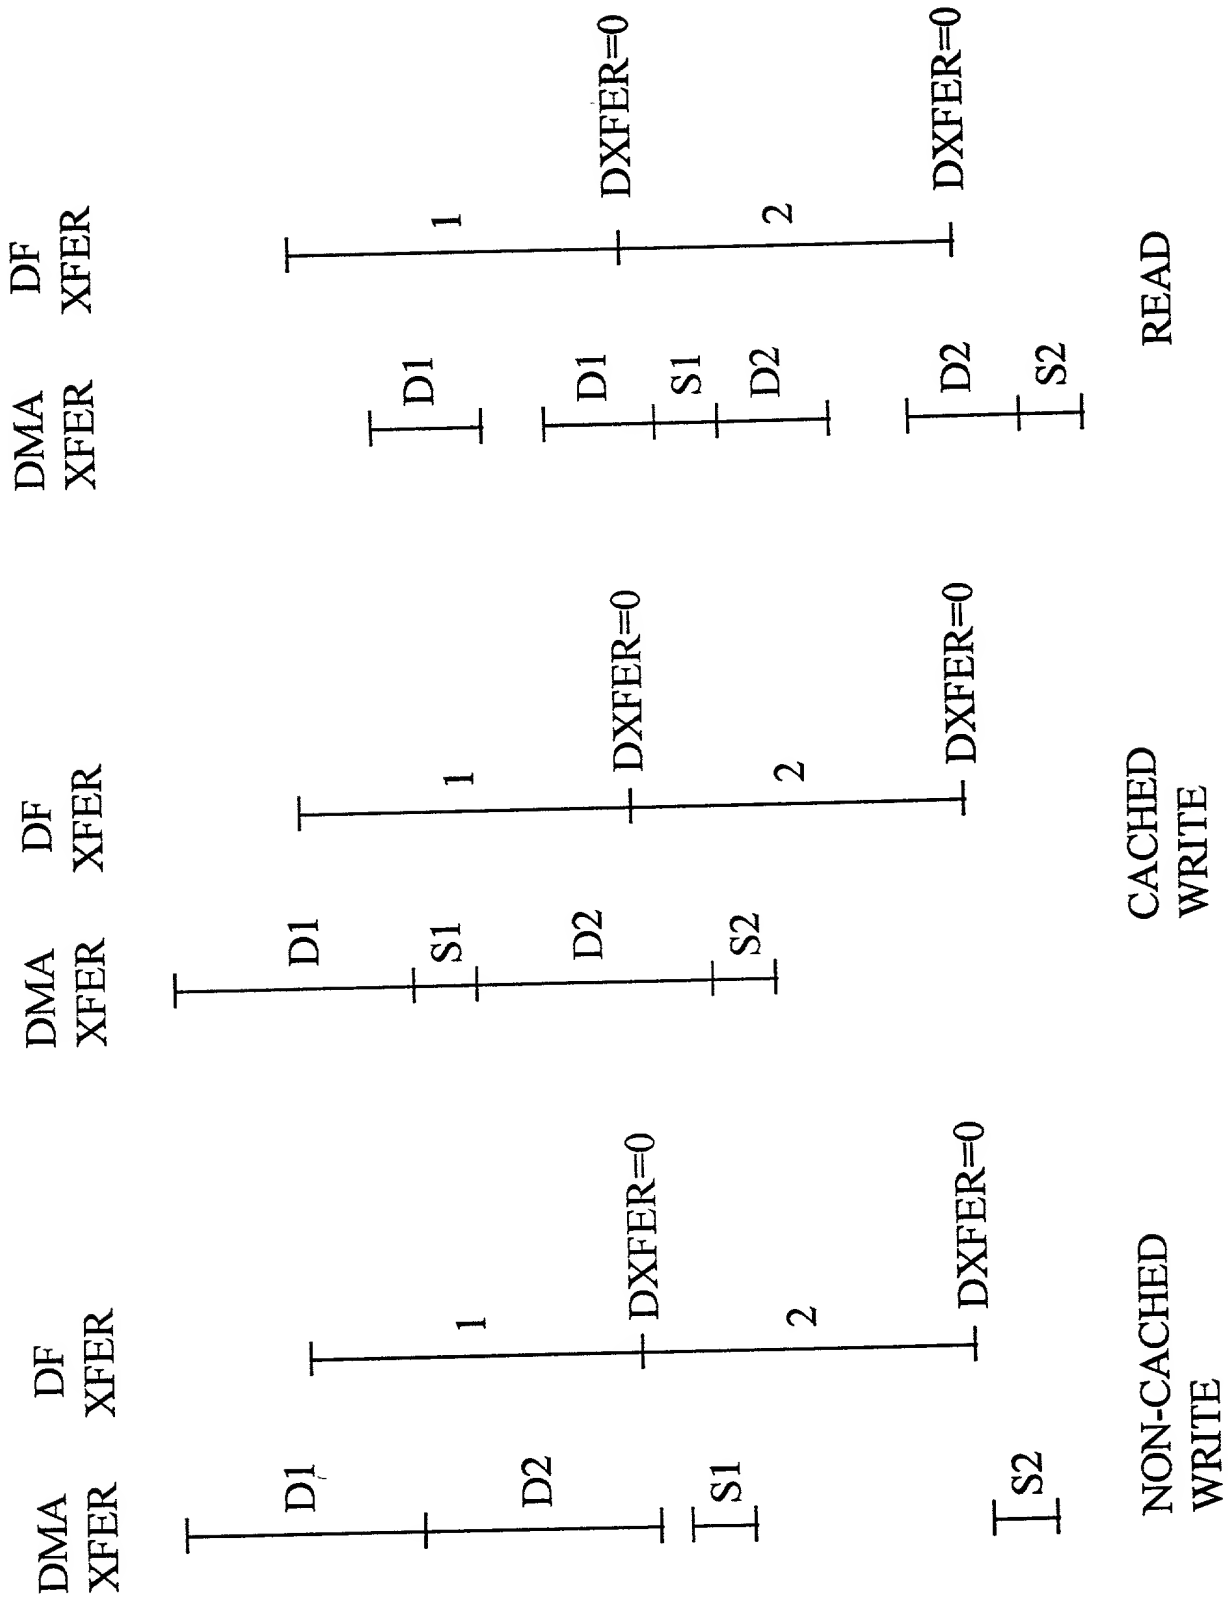 DMA
XFER
DF
XFER
D1
D2
S1
S2
1
DXFER=0
2
DXFER=0
NON-CACHED
WRITE
DMA
XFER
DF
XFER
D1
S1
D2
S2
1
DXFER=0
2
DXFER=0
CACHED
WRITE
DMA
XFER
DF
XFER
D1
D1
S1
D2
D2
S2
1
DXFER=0
2
DXFER=0
READ